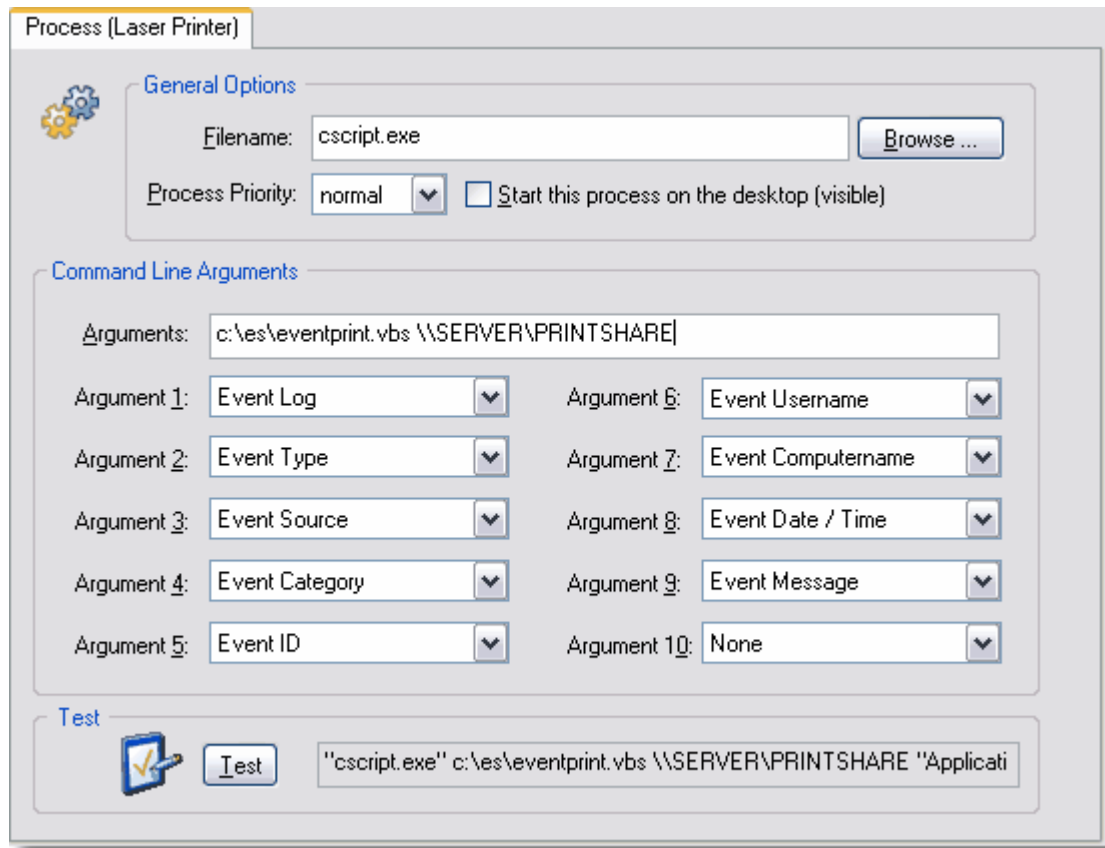 Process (Laser Printer)
General Options
Filename: cscript.exe Browse ...
Process Priority: normal Start this process on the desktop (visible)
Command Line Arguments
Arguments: c:\es\eventprint.vbs \\SERVER\PRINTSHARE
Argument 1: Event Log Argument 6: Event Username
Argument 2: Event Type Argument 7: Event Computername
Argument 3: Event Source Argument 8: Event Date / Time
Argument 4: Event Category Argument 9: Event Message
Argument 5: Event ID Argument 10: None
Test
Test "cscript.exe" c:\es\eventprint.vbs \\SERVER\PRINTSHARE "Applicati